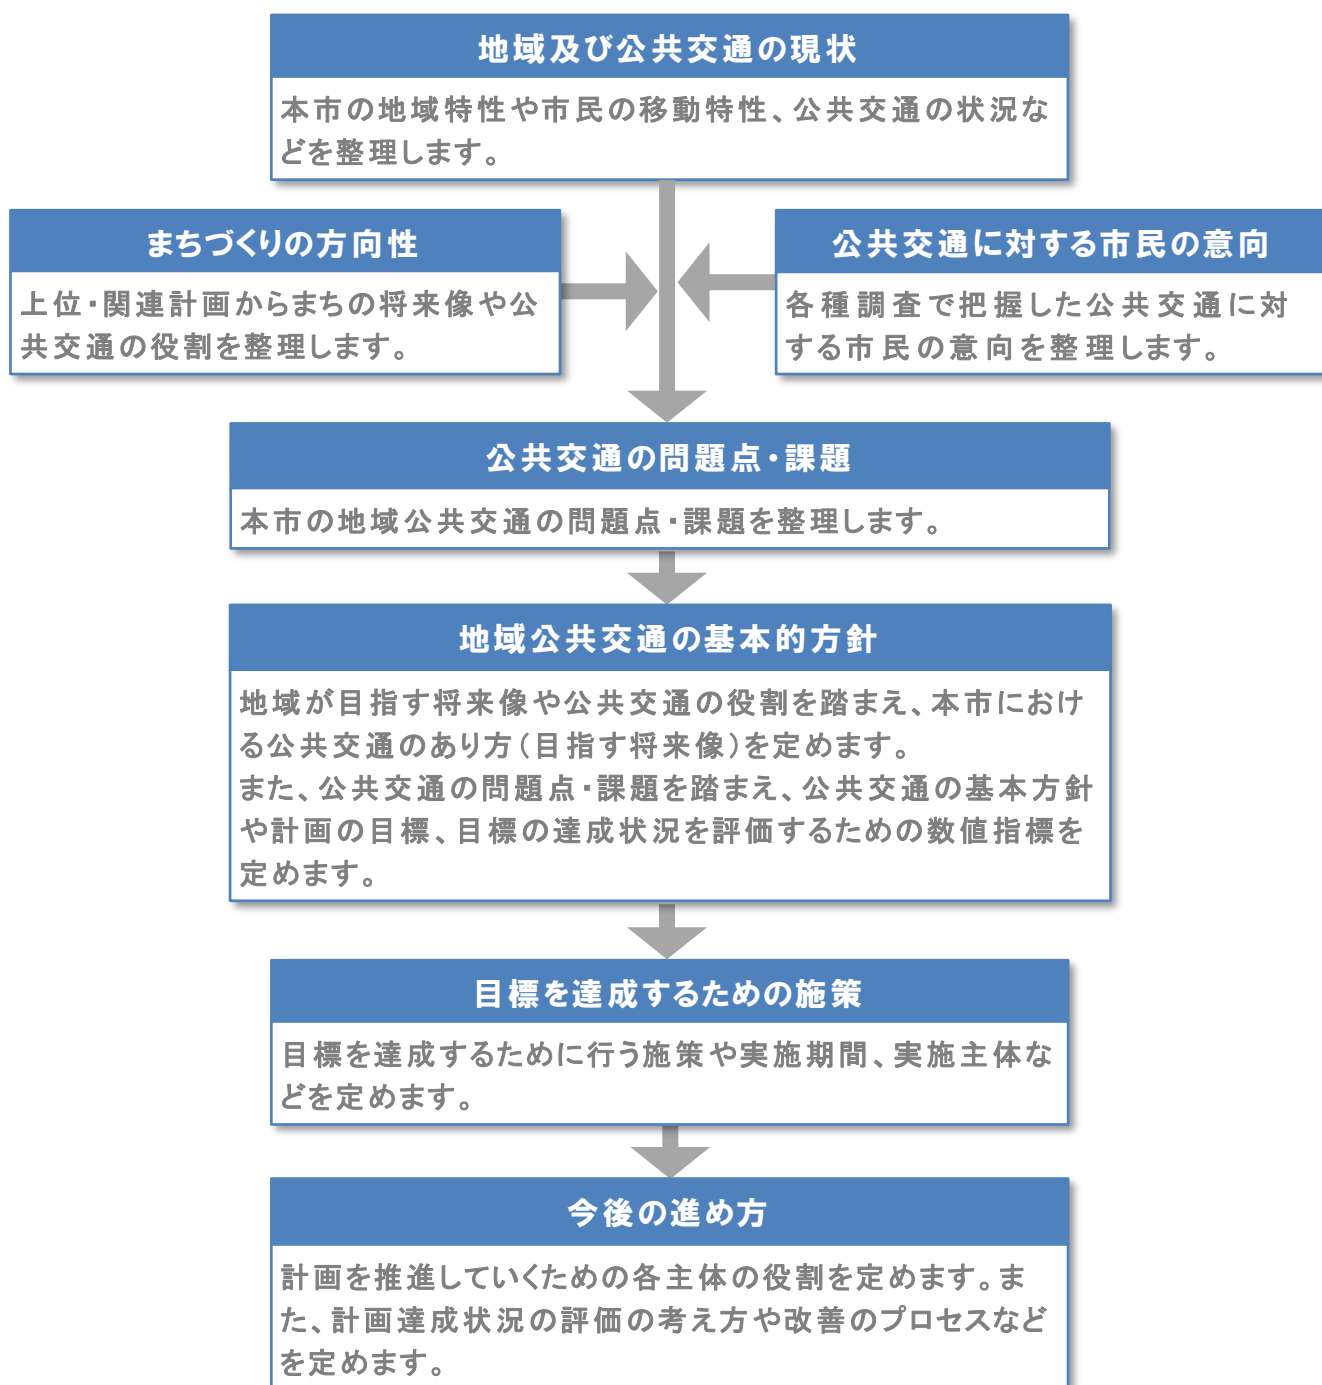 地域及び公共交通の現状
本市の地域特性や市民の移動特性、公共交通の状況な
どを整理します。
まちづくりの方向性
上位・関連計画からまちの将来像や公
共交通の役割を整理します。
公共交通に対する市民の意向
各種調査で把握した公共交通に対
する市民の意向を整理します。
公共交通の問題点・課題
本市の地域公共交通の問題点・課題を整理します。
地域公共交通の基本的方針
地域が目指す将来像や公共交通の役割を踏まえ、本市におけ
る公共交通のあり方（目指す将来像）を定めます。
また、公共交通の問題点・課題を踏まえ、公共交通の基本方針
や計画の目標、目標の達成状況を評価するための数値指標を
定めます。
目標を達成するための施策
目標を達成するために行う施策や実施期間、実施主体な
どを定めます。
今後の進め方
計画を推進していくための各主体の役割を定めます。ま
た、計画達成状況の評価の考え方や改善のプロセスなど
を定めます。